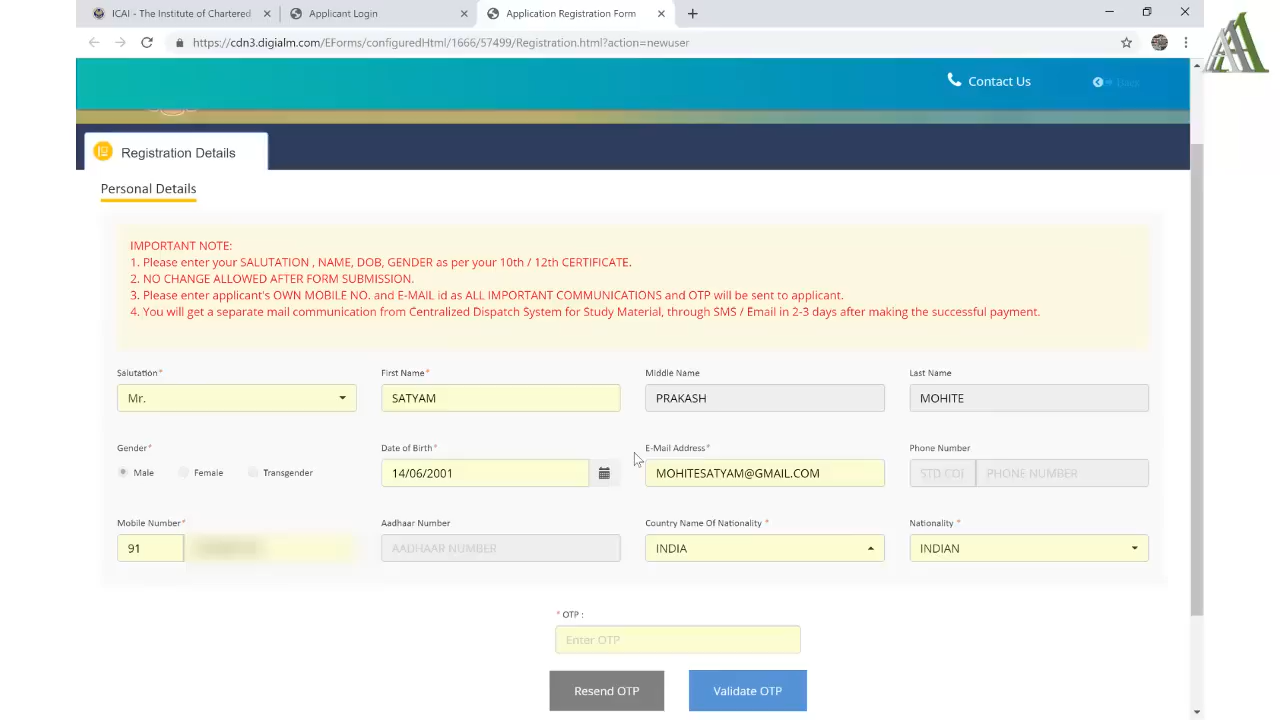 ICAI - The Institute of Chartered
Applicant Login
Application Registration Form
https://cdn3.digialm.com/EForms/configuredHtml/1666/57499/Registration.html?action=newuser
Contact Us
Registration Details
Personal Details
IMPORTANT NOTE:
1. Please enter your SALUTATION , NAME, DOB, GENDER as per your 10th / 12th CERTIFICATE.
2. NO CHANGE ALLOWED AFTER FORM SUBMISSION.
3. Please enter applicant's OWN MOBILE NO. and E-MAIL id as ALL IMPORTANT COMMUNICATIONS and OTP will be sent to applicant.
4. You will get a separate mail communication from Centralized Dispatch System for Study Material, through SMS / Email in 2-3 days after making the successful payment.
Salutation* First Name* Middle Name Last Name
Mr. SATYAM PRAKASH MOHITE
Gender* Date of Birth* E-Mail Address* Phone Number
Male Female Transgender 14/06/2001 MOHITESATYAM@GMAIL.COM STD COI PHONE NUMBER
Mobile Number* Aadhaar Number Country Name Of Nationality * Nationality *
91 AADHAAR NUMBER INDIA INDIAN
* OTP :
Enter OTP
Resend OTP Validate OTP